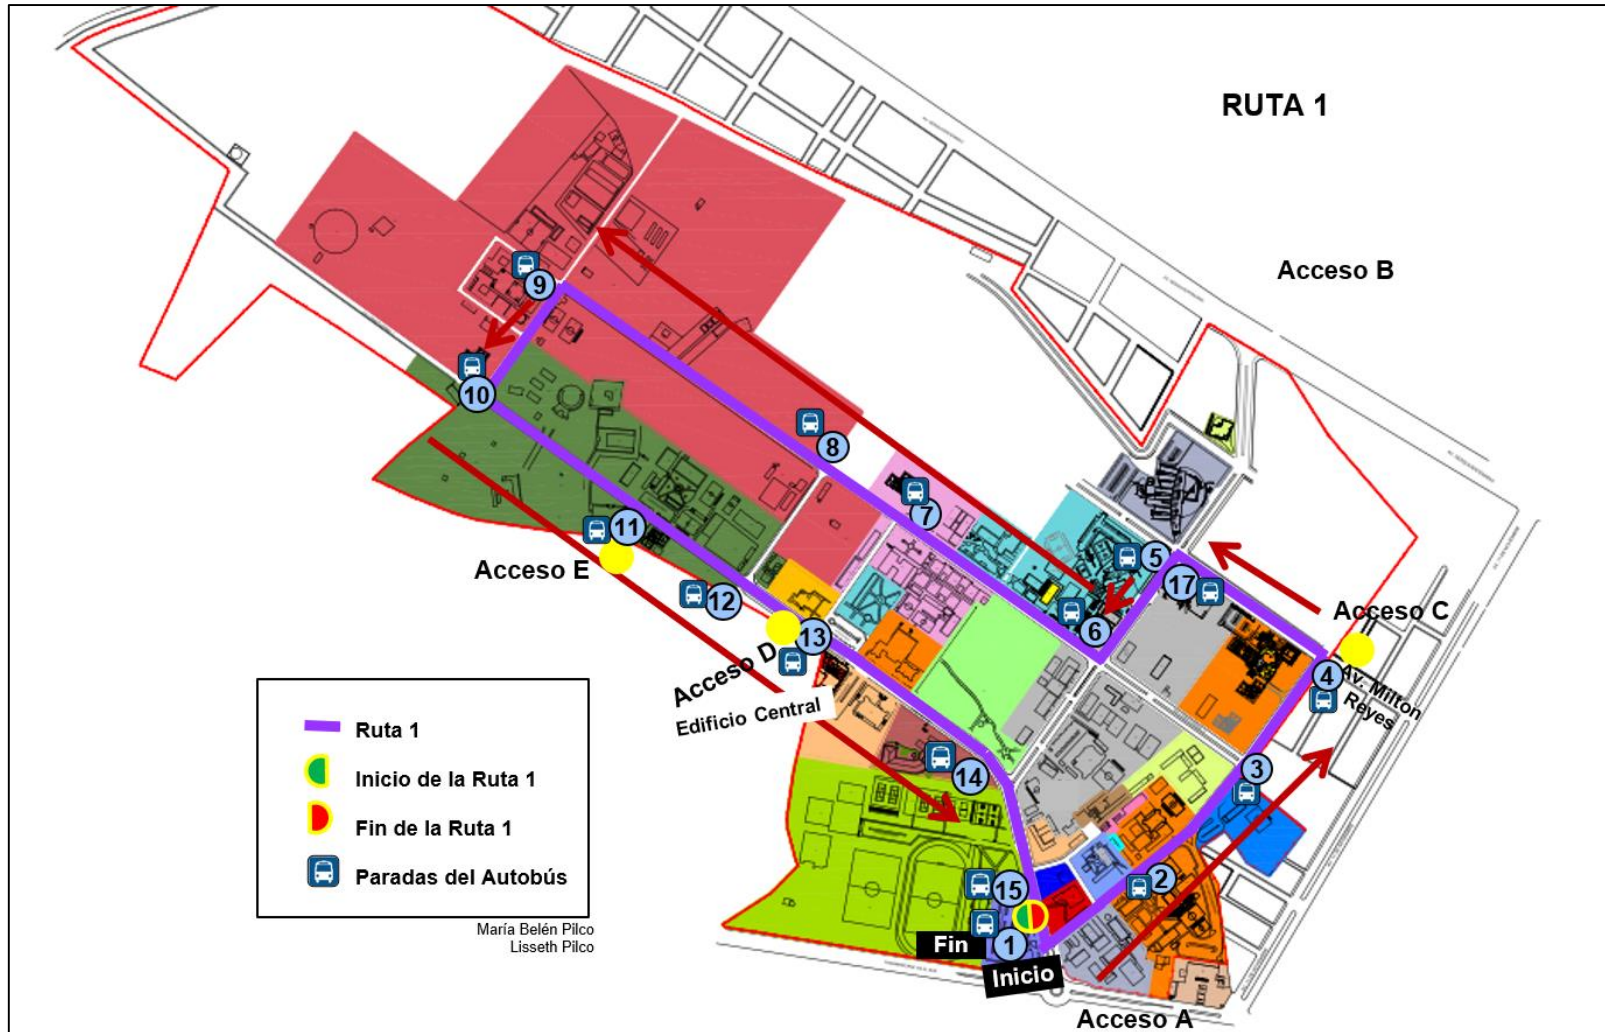 RUTA 1
Acceso B
9
10
8
7
5
17
Acceso C
11
Acceso E
12
6
4
Av. Milton
Reyes
13
Acceso D
Edificio Central
14
3
2
15
1
Fin
Inicio
Acceso A
Ruta 1
Inicio de la Ruta 1
Fin de la Ruta 1
Paradas del Autobús
María Belén Pilco
Lisseth Pilco